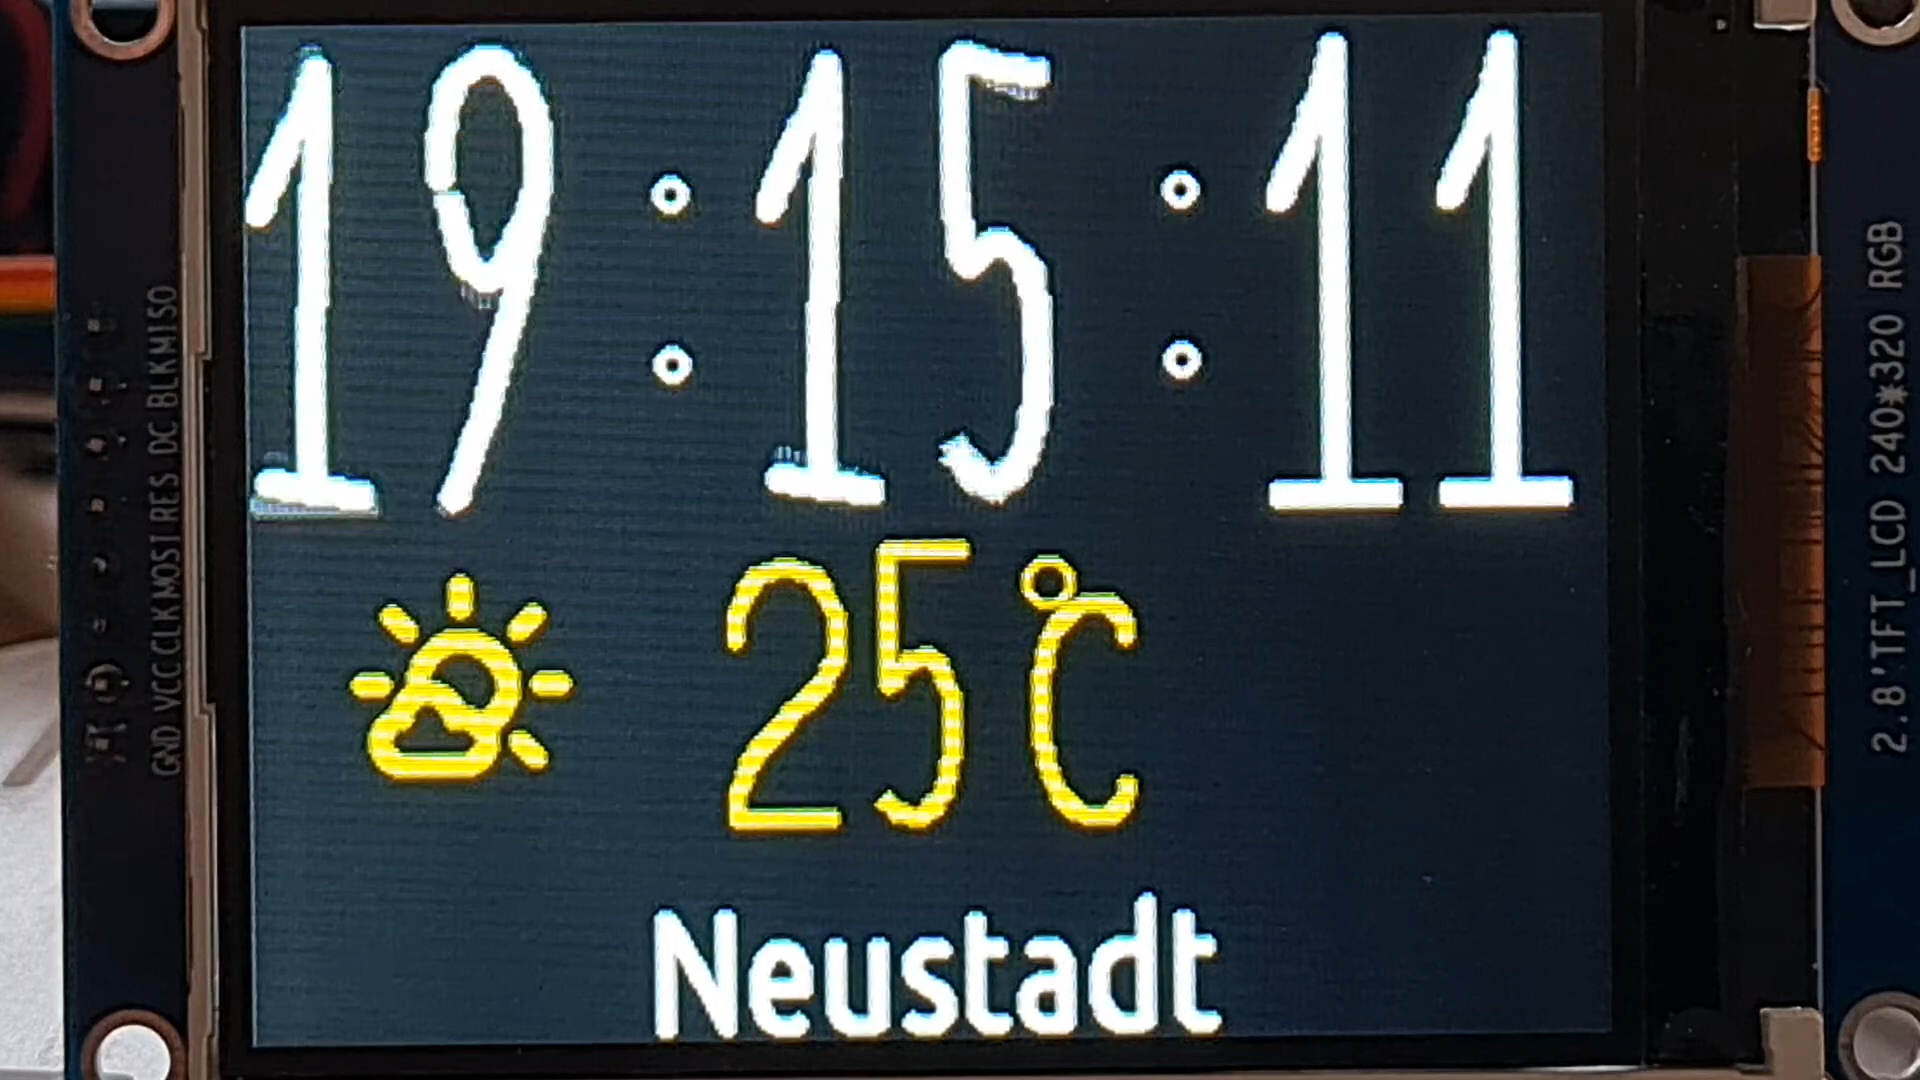 19:15:11
25°C
Neustadt
GND VCC CLK MOSI RES DC BLK MISO
2.8'TFT_LCD 240*320 RGB